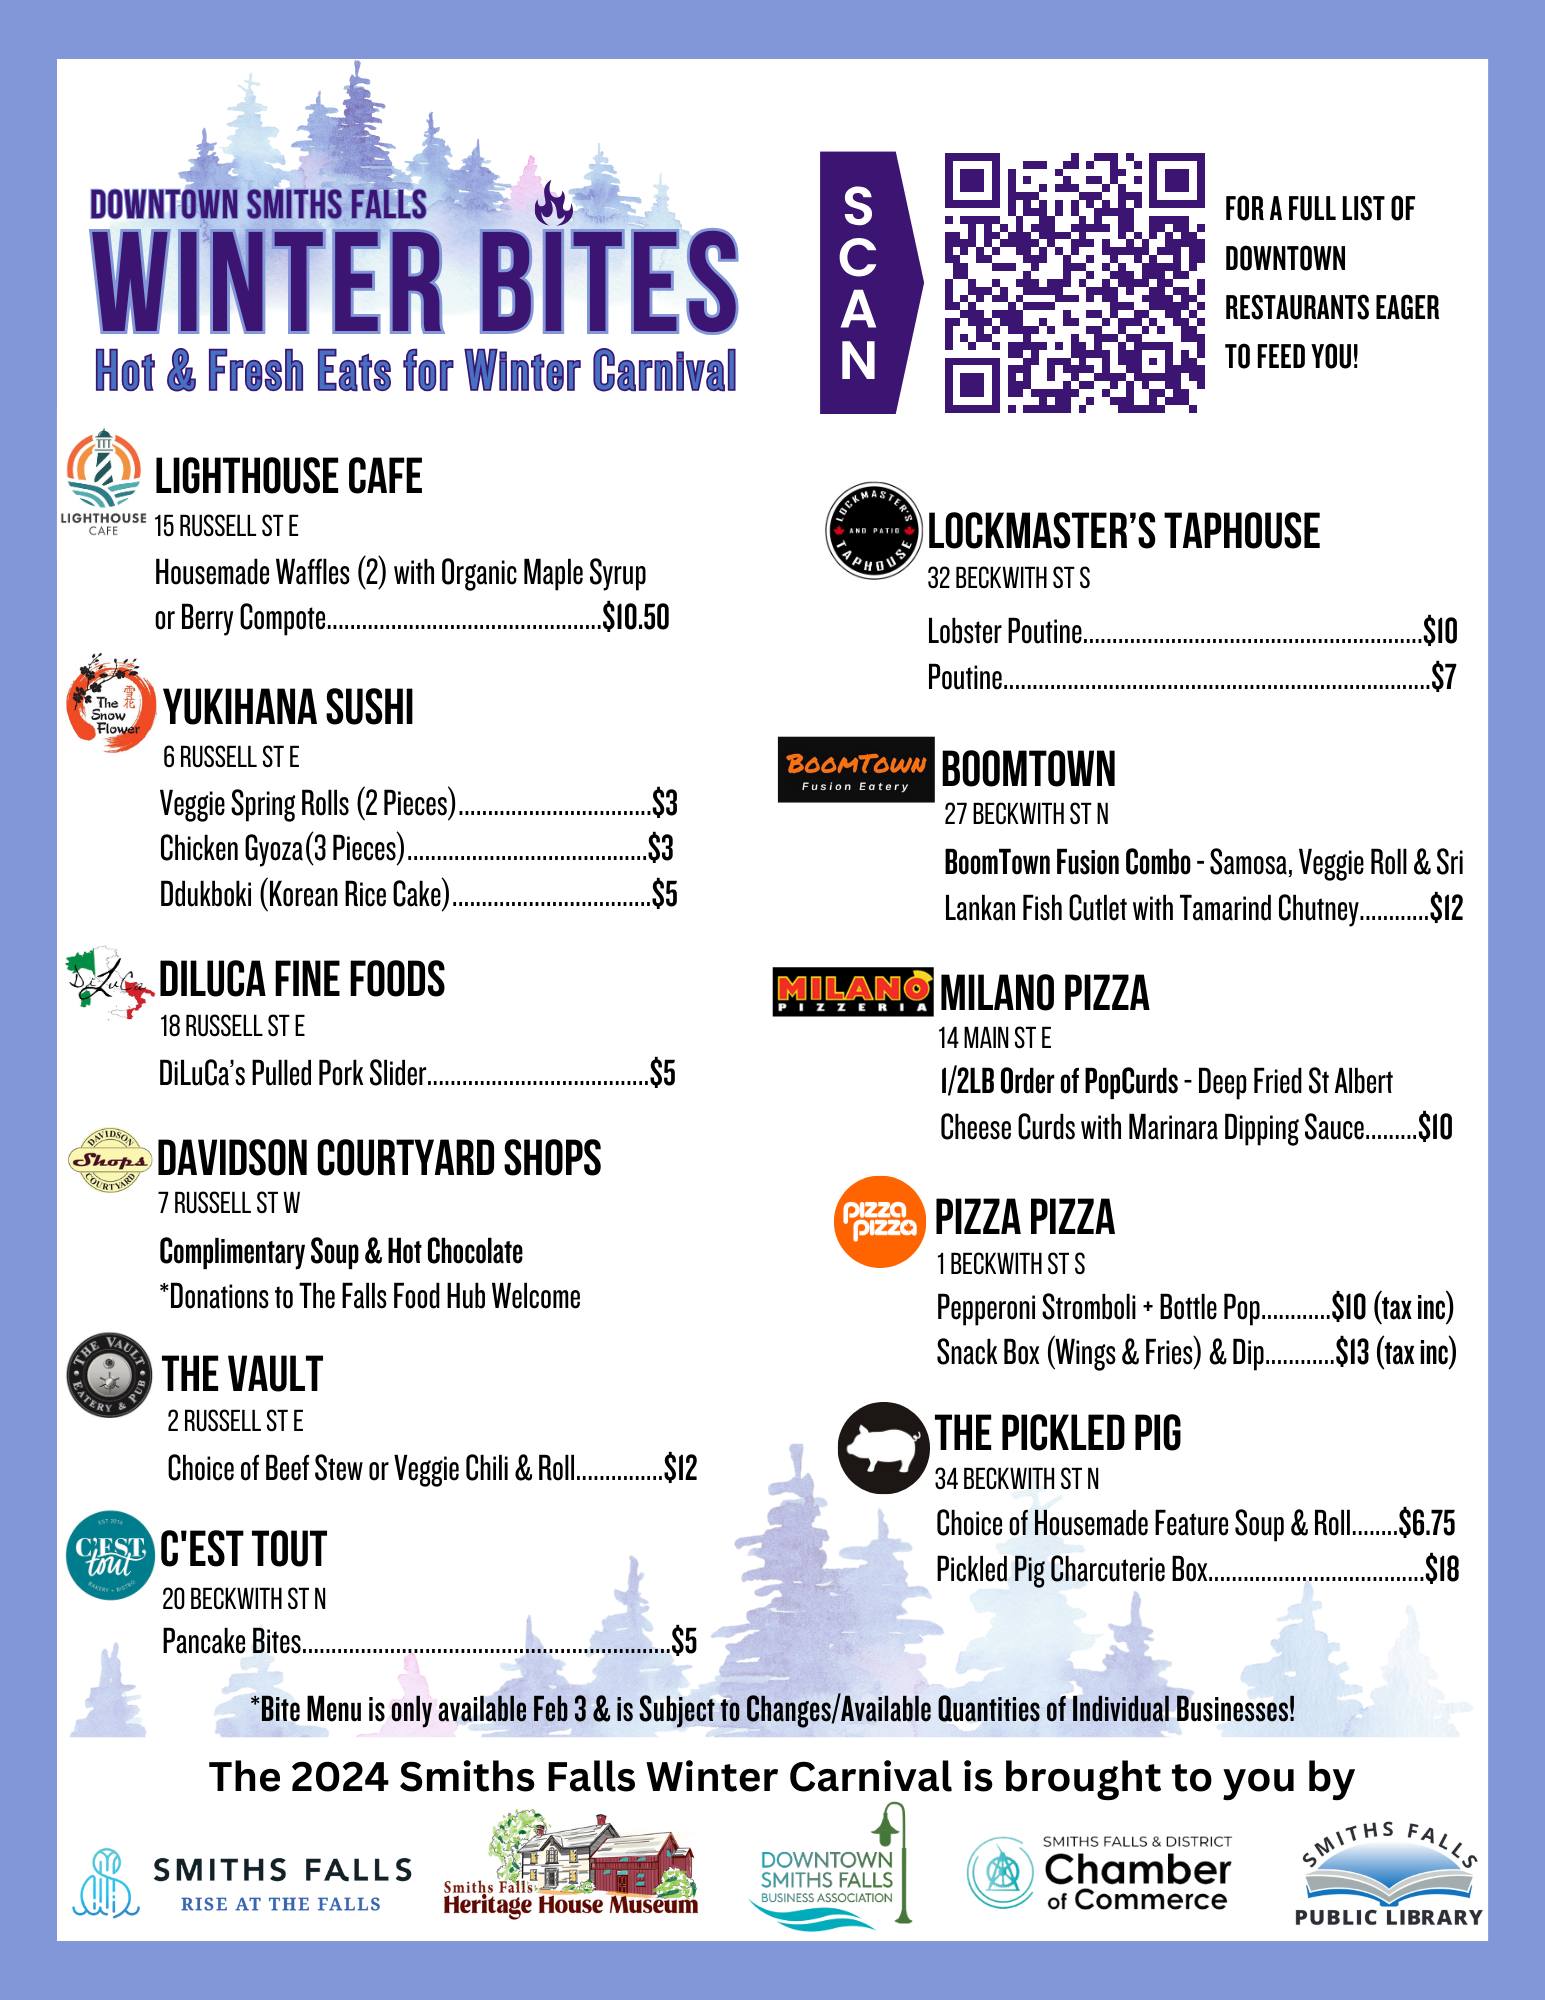 DOWNTOWN SMITHS FALLS
WINTER BITES
Hot & Fresh Eats for Winter Carnival
SCAN
FOR A FULL LIST OF
DOWNTOWN
RESTAURANTS EAGER
TO FEED YOU!
LIGHTHOUSE
CAFE
LIGHTHOUSE CAFE
15 RUSSELL ST E
Housemade Waffles (2) with Organic Maple Syrup
or Berry Compote...............................................$10.50
The
Snow
Flower
雪花
YUKIHANA SUSHI
6 RUSSELL ST E
Veggie Spring Rolls (2 Pieces).................................$3
Chicken Gyoza(3 Pieces).........................................$3
Ddukboki (Korean Rice Cake)..................................$5
DiLuCa
DILUCA FINE FOODS
18 RUSSELL ST E
DiLuCa's Pulled Pork Slider......................................$5
DAVIDSON
Shops
COURTYARD
DAVIDSON COURTYARD SHOPS
7 RUSSELL ST W
Complimentary Soup & Hot Chocolate
*Donations to The Falls Food Hub Welcome
THE VAULT
EATERY & PUB
THE VAULT
2 RUSSELL ST E
Choice of Beef Stew or Veggie Chili & Roll...............$12
EST 2016
C'EST
tout
BAKERY + BISTRO
C'EST TOUT
20 BECKWITH ST N
Pancake Bites...............................................................$5
LOCKMASTER'S
AND PATIO
TAPHOUSE
LOCKMASTER'S TAPHOUSE
32 BECKWITH ST S
Lobster Poutine..........................................................$10
Poutine.........................................................................$7
BOOMTOWN
Fusion Eatery
BOOMTOWN
27 BECKWITH ST N
BoomTown Fusion Combo - Samosa, Veggie Roll & Sri
Lankan Fish Cutlet with Tamarind Chutney............$12
MILANO
PIZZERIA
MILANO PIZZA
14 MAIN ST E
1/2LB Order of PopCurds - Deep Fried St Albert
Cheese Curds with Marinara Dipping Sauce.........$10
pizza
pizza
PIZZA PIZZA
1 BECKWITH ST S
Pepperoni Stromboli + Bottle Pop............$10 (tax inc)
Snack Box (Wings & Fries) & Dip............$13 (tax inc)
THE PICKLED PIG
34 BECKWITH ST N
Choice of Housemade Feature Soup & Roll........$6.75
Pickled Pig Charcuterie Box.....................................$18
*Bite Menu is only available Feb 3 & is Subject to Changes/Available Quantities of Individual Businesses!
The 2024 Smiths Falls Winter Carnival is brought to you by
SMITHS FALLS
RISE AT THE FALLS
Smiths Falls
Heritage House Museum
DOWNTOWN
SMITHS FALLS
BUSINESS ASSOCIATION
SMITHS FALLS & DISTRICT
Chamber
of Commerce
SMITHS FALLS
PUBLIC LIBRARY